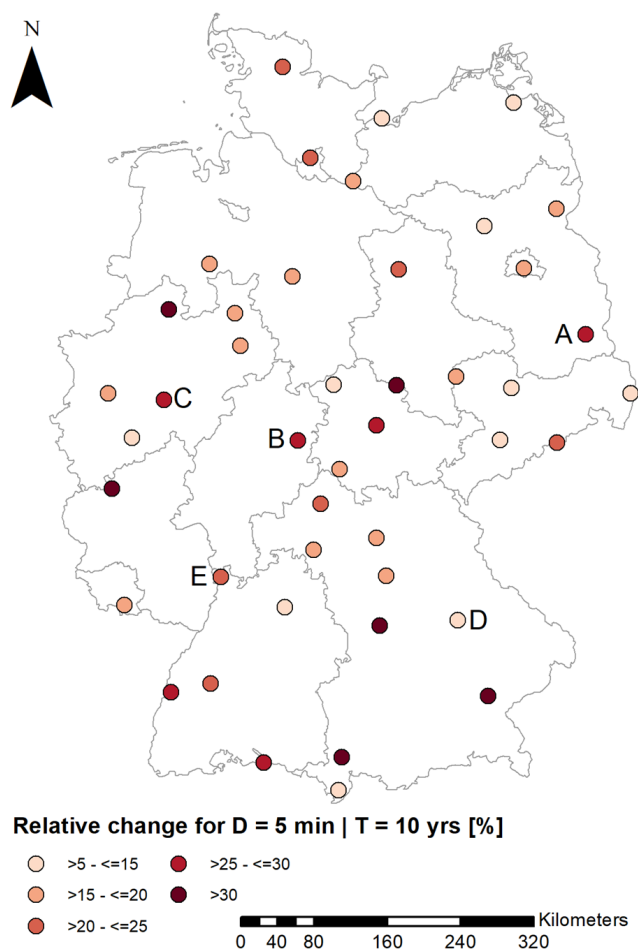 N
A
C
B
E
D
Relative change for D = 5 min | T = 10 yrs [%]
>5 - <=15 >25 - <=30
>15 - <=20 >30
>20 - <=25
Kilometers
0 40 80 160 240 320